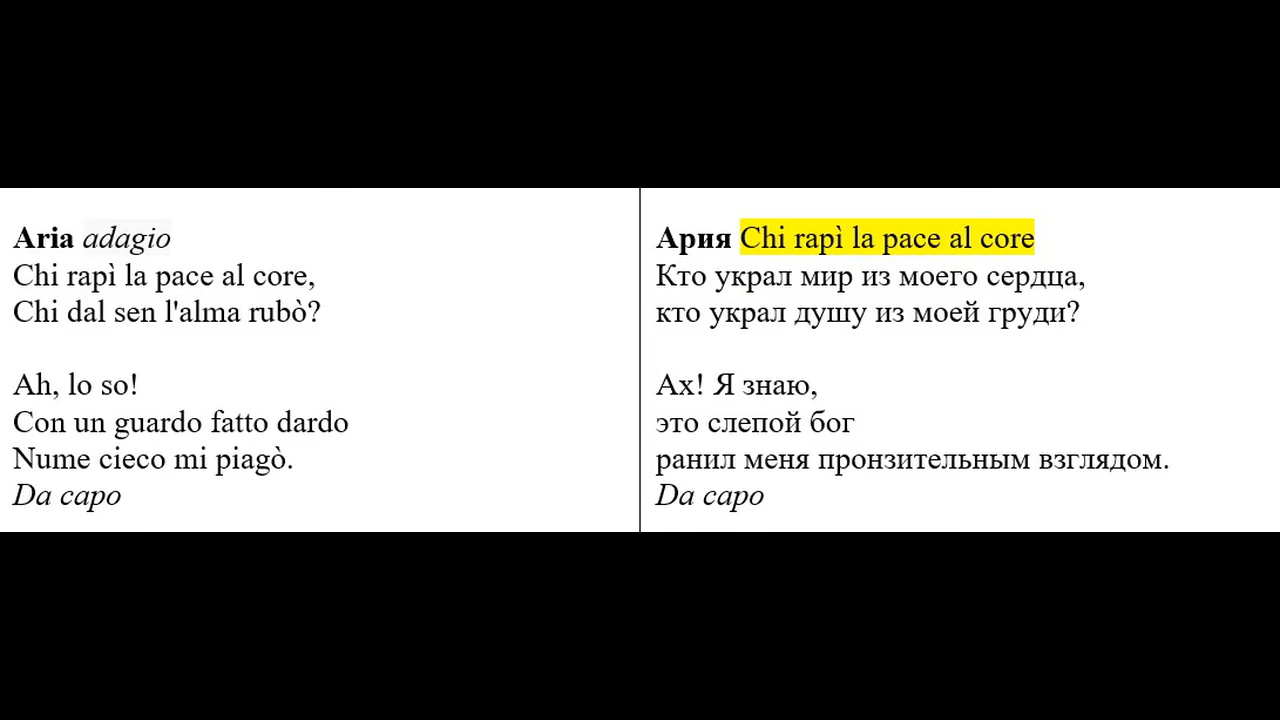 Aria adagio
Chi rapì la pace al core,
Chi dal sen l'alma rubò?
Ah, lo so!
Con un guardo fatto dardo
Nume cieco mi piagò.
Da capo
Ария Chi rapì la pace al core
Кто украл мир из моего сердца,
кто украл душу из моей груди?
Ах! Я знаю,
это слепой бог
ранил меня пронзительным взглядом.
Da capo